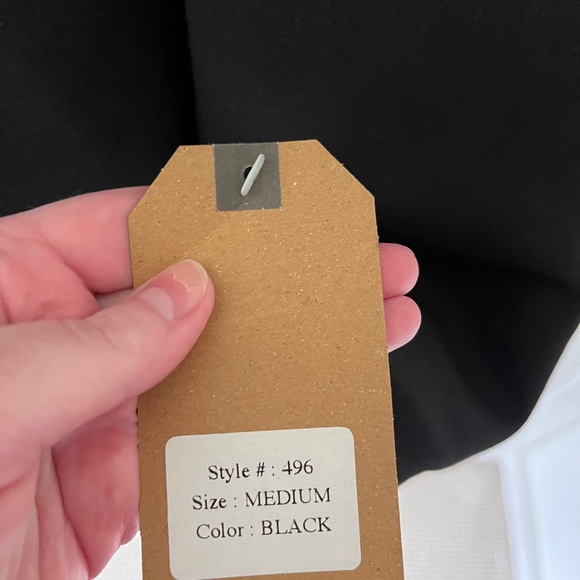 Style # : 496
Size : MEDIUM
Color : BLACK